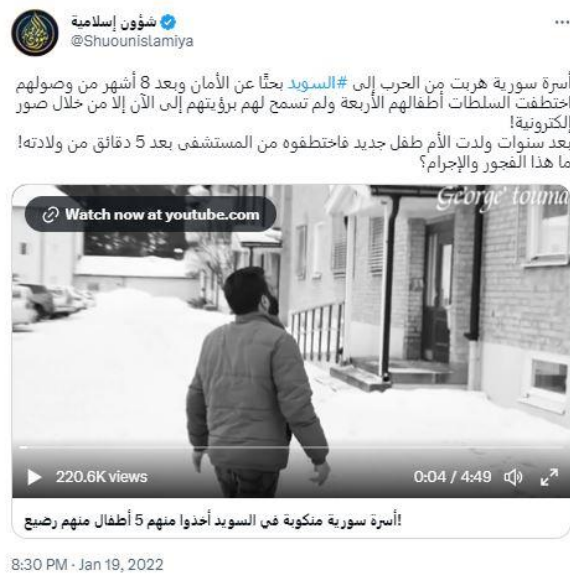 شؤون إسلامية
@Shuounislamiya
أسرة سورية هربت من الحرب إلى #السويد بحثًا عن الأمان وبعد 8 أشهر من وصولهم
اختطفت السلطات أطفالهم الأربعة ولم تسمح لهم برؤيتهم إلى الآن إلا من خلال صور
إلكترونية!
بعد سنوات ولدت الأم طفل جديد فاختطفوه من المستشفى بعد 5 دقائق من ولادته!
ما هذا الفجور والإجرام؟
George touma
Watch now at youtube.com
220.6K views
0:04 / 4:49
أسرة سورية منكوبة في السويد أخذوا منهم 5 أطفال منهم رضيع!
8:30 PM · Jan 19, 2022